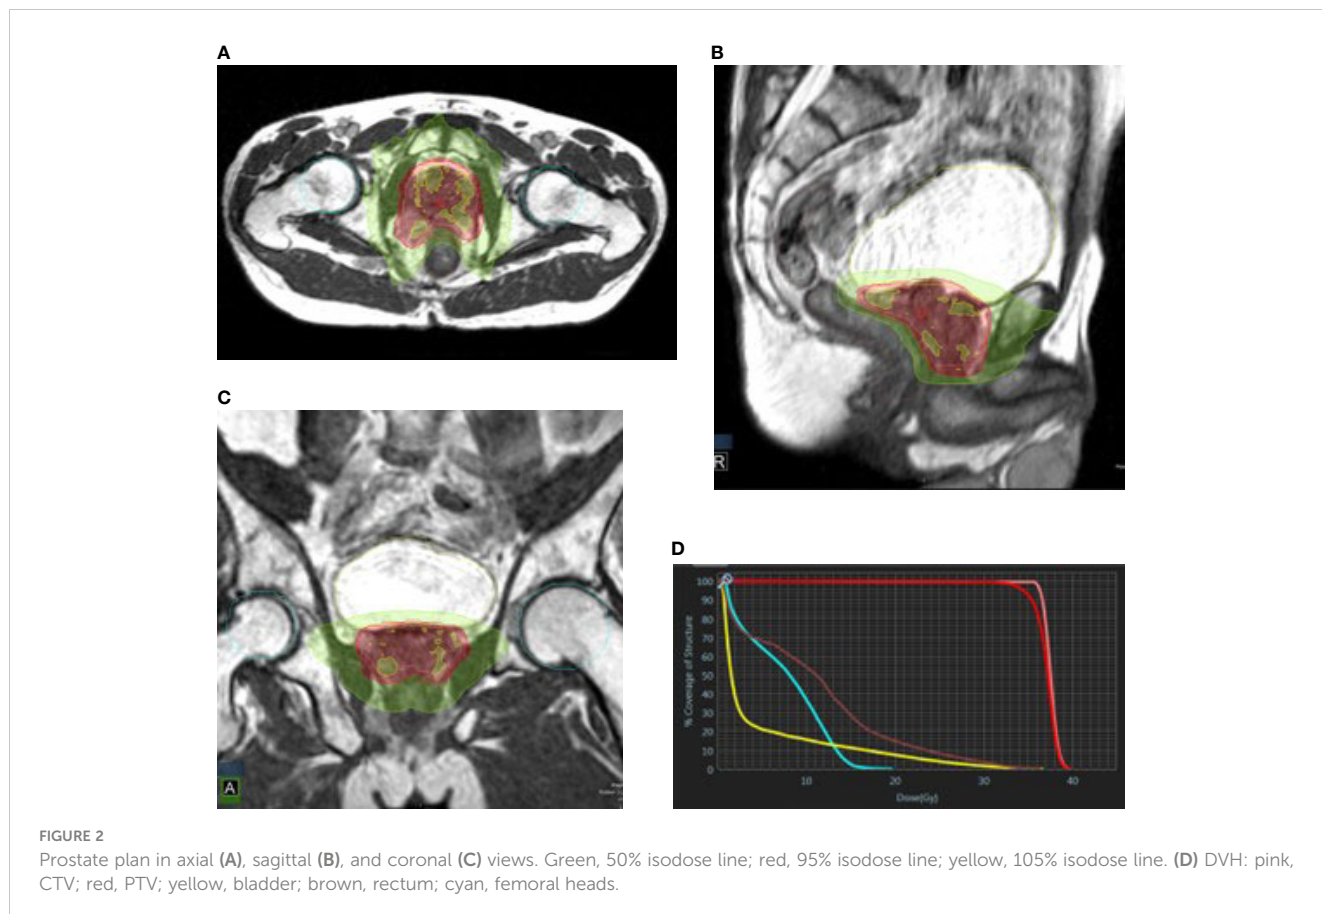 A
B
R
C
A
D
% Coverage of Structure
100
90
80
70
60
50
40
30
20
10
0
10 20 30 40
Dose(Gy)
FIGURE 2
Prostate plan in axial (A), sagittal (B), and coronal (C) views. Green, 50% isodose line; red, 95% isodose line; yellow, 105% isodose line. (D) DVH: pink,
CTV; red, PTV; yellow, bladder; brown, rectum; cyan, femoral heads.